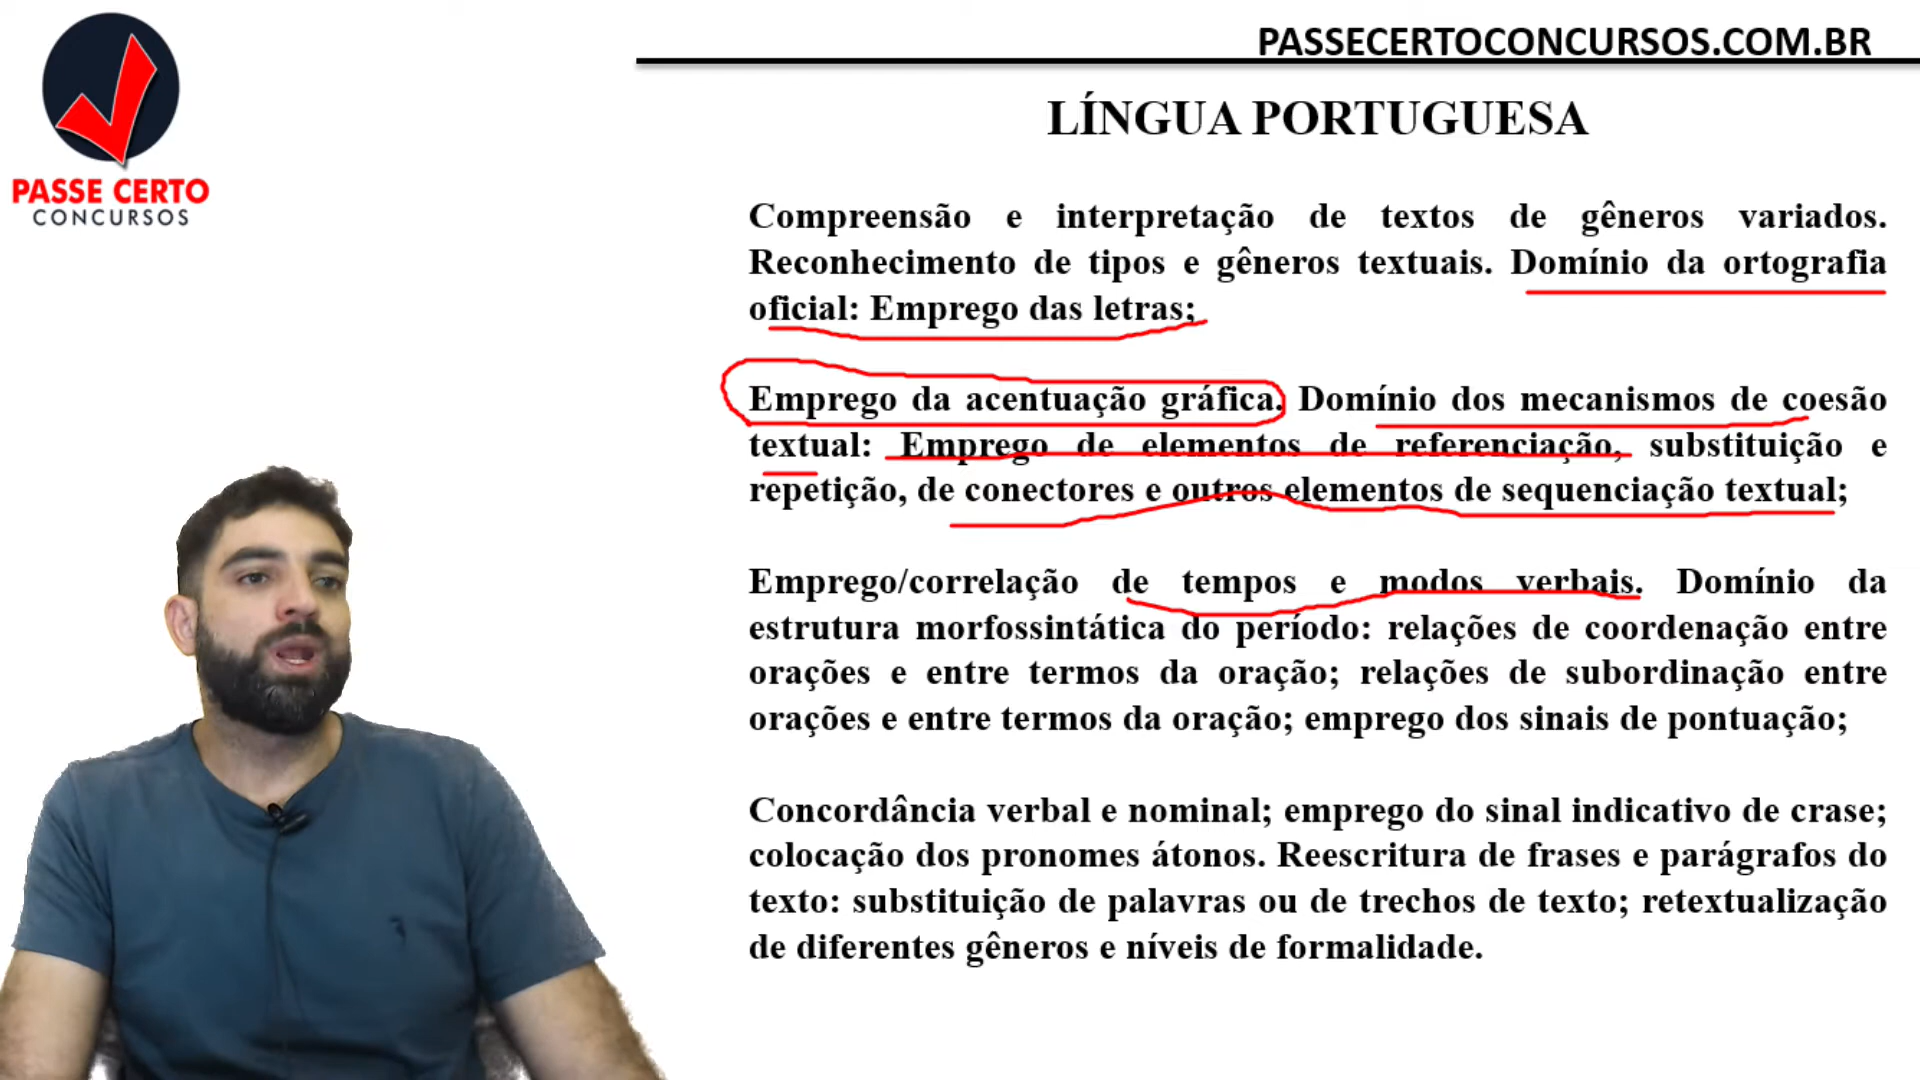 PASSECERTOCONCURSOS.COM.BR
PASSE CERTO
CONCURSOS
LÍNGUA PORTUGUESA
Compreensão e interpretação de textos de gêneros variados.
Reconhecimento de tipos e gêneros textuais. Domínio da ortografia
oficial: Emprego das letras;
Emprego da acentuação gráfica. Domínio dos mecanismos de coesão
textual: Emprego de elementos de referenciação, substituição e
repetição, de conectores e outros elementos de sequenciação textual;
Emprego/correlação de tempos e modos verbais. Domínio da
estrutura morfossintática do período: relações de coordenação entre
orações e entre termos da oração; relações de subordinação entre
orações e entre termos da oração; emprego dos sinais de pontuação;
Concordância verbal e nominal; emprego do sinal indicativo de crase;
colocação dos pronomes átonos. Reescritura de frases e parágrafos do
texto: substituição de palavras ou de trechos de texto; retextualização
de diferentes gêneros e níveis de formalidade.